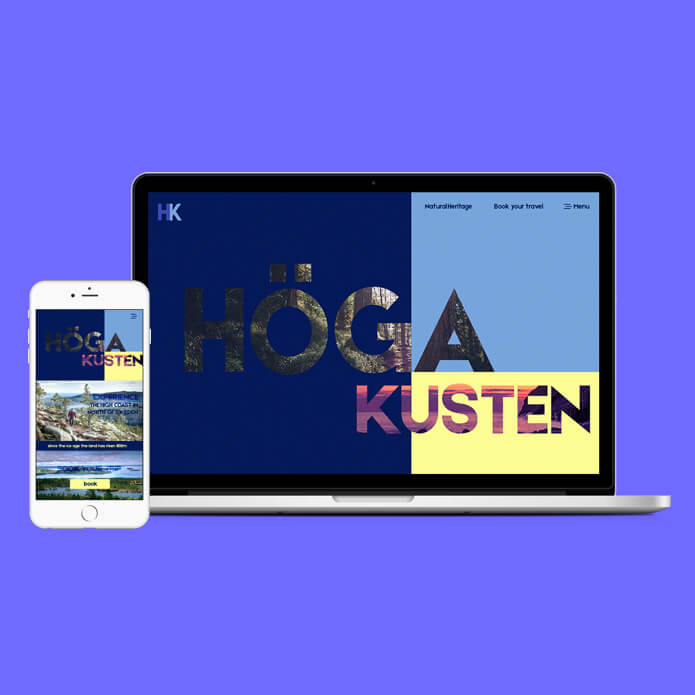 HK
NaturalHeritage
Book your travel
Menu
HÖGA
KUSTEN
HÖGA
KUSTEN
EXPERIENCE
THE HIGH COAST IN
NORTH OF SWEDEN
since the ice age the land has risen 800m
book